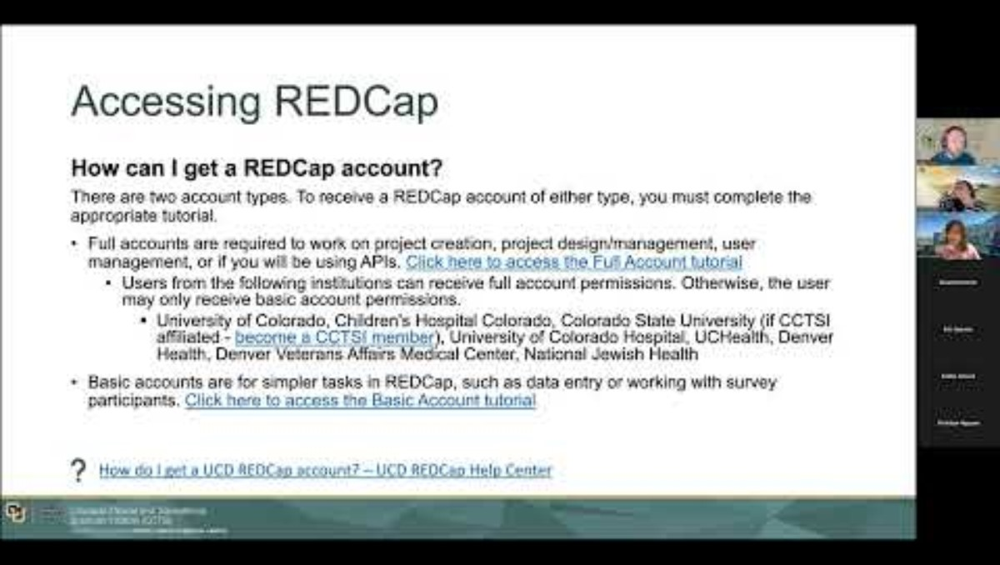 Accessing REDCap
How can I get a REDCap account?
There are two account types. To receive a REDCap account of either type, you must complete the
appropriate tutorial.
• Full accounts are required to work on project creation, project design/management, user
management, or if you will be using APIs. Click here to access the Full Account tutorial
• Users from the following institutions can receive full account permissions. Otherwise, the user
may only receive basic account permissions.
• University of Colorado, Children's Hospital Colorado, Colorado State University (if CCTSI
affiliated - become a CCTSI member), University of Colorado Hospital, UCHealth, Denver
Health, Denver Veterans Affairs Medical Center, National Jewish Health
• Basic accounts are for simpler tasks in REDCap, such as data entry or working with survey
participants. Click here to access the Basic Account tutorial
? How do I get a UCD REDCap account? – UCD REDCap Help Center